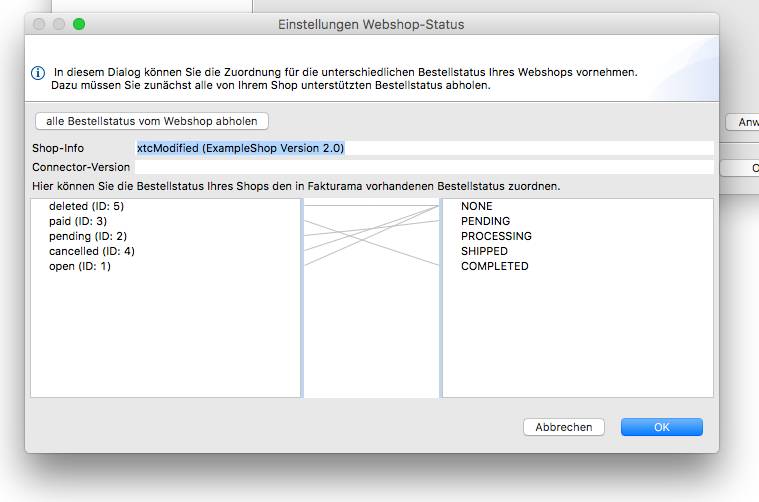 Einstellungen Webshop-Status
In diesem Dialog können Sie die Zuordnung für die unterschiedlichen Bestellstatus Ihres Webshops vornehmen.
Dazu müssen Sie zunächst alle von Ihrem Shop unterstützten Bestellstatus abholen.
alle Bestellstatus vom Webshop abholen
Anw
Shop-Info xtcModified (ExampleShop Version 2.0)
Connector-Version
O
Hier können Sie die Bestellstatus Ihres Shops den in Fakturama vorhandenen Bestellstatus zuordnen.
deleted (ID: 5) NONE
paid (ID: 3) PENDING
pending (ID: 2) PROCESSING
cancelled (ID: 4) SHIPPED
open (ID: 1) COMPLETED
Abbrechen OK